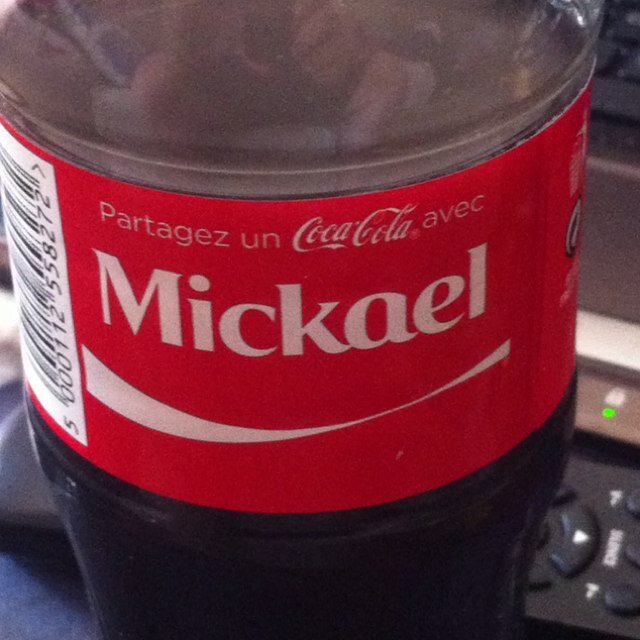 Partagez un Coca-Cola® avec
Mickael
5 000112 558272 >